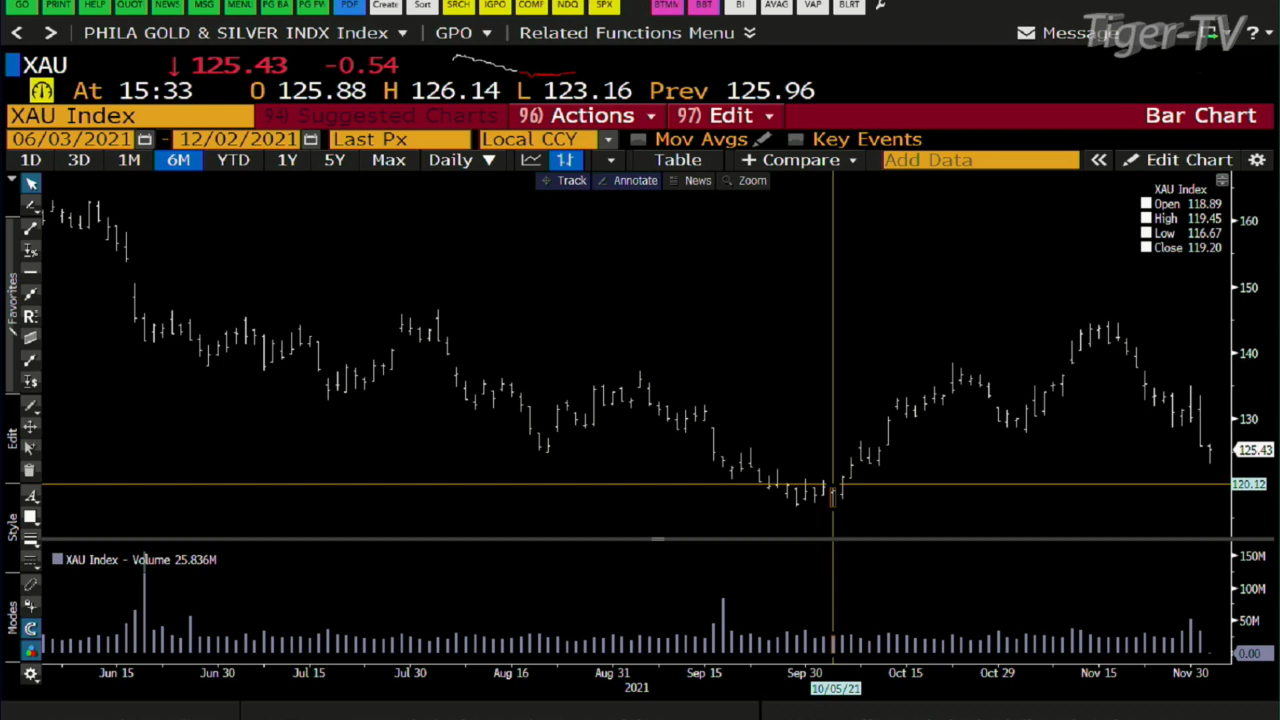 GO PRINT HELP QUOT NEWS MSG MENU PG BA PG FW PDF Create Sort SRCH IGPO COMF NDQ SPX BTMM BBT BI AVAG VAP BLRT
PHILA GOLD & SILVER INDX Index GPO Related Functions Menu Message ?
Tiger-TV
XAU ↓ 125.43 -0.54
At 15:33 O 125.88 H 126.14 L 123.16 Prev 125.96
XAU Index 94) Suggested Charts 96) Actions 97) Edit Bar Chart
06/03/2021 - 12/02/2021 Last Px Local CCY Mov Avgs Key Events
1D 3D 1M 6M YTD 1Y 5Y Max Daily Table + Compare Add Data « Edit Chart
Track Annotate News Zoom
XAU Index
Open 118.89
High 119.45
Low 116.67
Close 119.20
160
150
140
130
125.43
120.12
Favorites
Edit
Style
Modes
XAU Index - Volume 25.836M
150M
100M
50M
0.00
Jun 15 Jun 30 Jul 15 Jul 30 Aug 16 Aug 31 Sep 15 Sep 30 Oct 15 Oct 29 Nov 15 Nov 30
2021
10/05/21